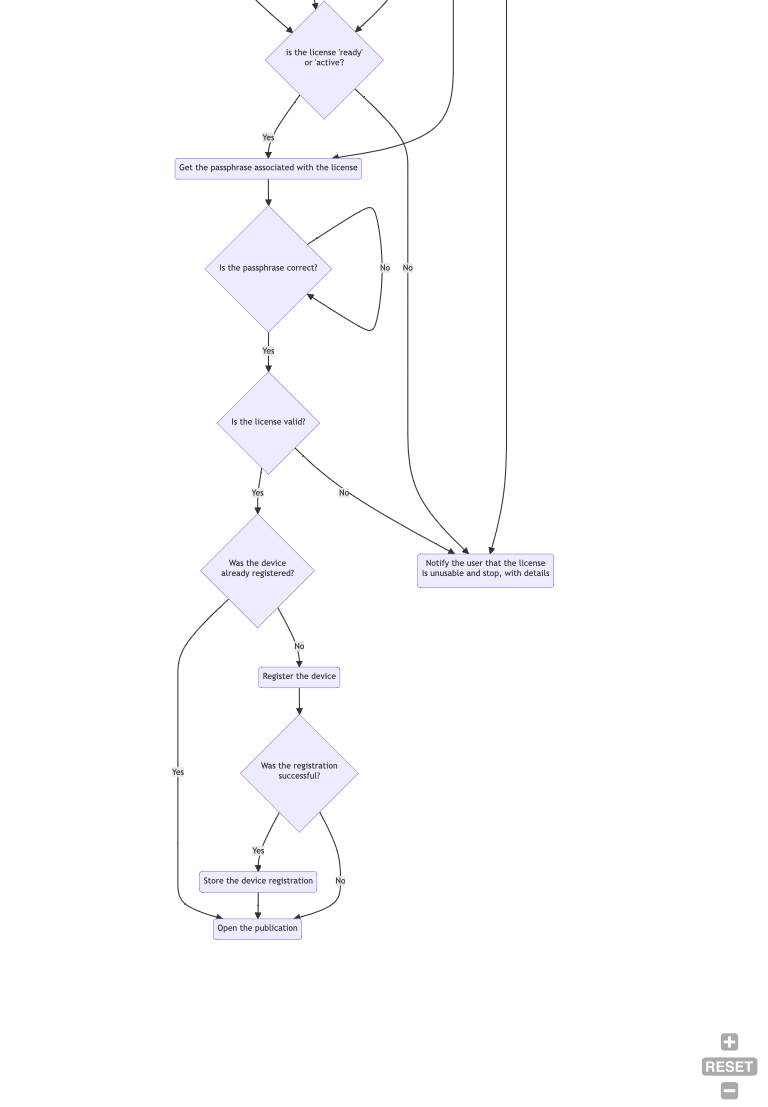 is the license 'ready'
or 'active'?
Yes
Get the passphrase associated with the license
Is the passphrase correct?
No
No
Yes
Is the license valid?
Yes
No
Was the device
already registered?
Notify the user that the license
is unusable and stop, with details
No
Register the device
Was the registration
successful?
Yes
Yes
Store the device registration
No
Open the publication
RESET